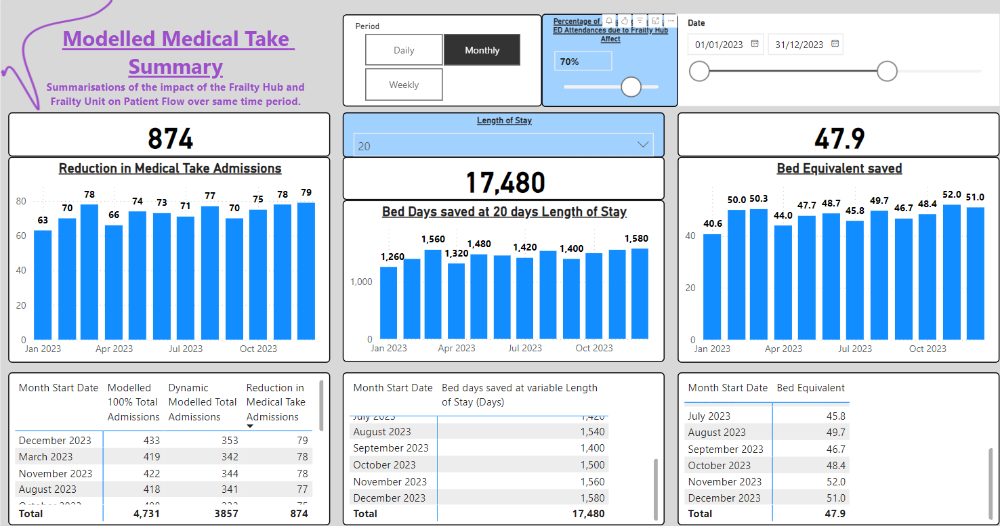 Modelled Medical Take
Summary
Summarisations of the impact of the Frailty Hub and
Frailty Unit on Patient Flow over same time period.
Period
Daily
Monthly
Weekly
Percentage of
ED Attendances due to Frailty Hub
Affect
70%
Date
01/01/2023
31/12/2023
874
Reduction in Medical Take Admissions
80
60
40
20
0
63
70
78
66
74
73
71
77
70
75
78
79
Jan 2023
Apr 2023
Jul 2023
Oct 2023
Length of Stay
20
17,480
Bed Days saved at 20 days Length of Stay
1,000
0
1,260
1,560
1,320
1,480
1,420
1,400
1,580
Jan 2023
Apr 2023
Jul 2023
Oct 2023
47.9
Bed Equivalent saved
40
20
0
40.6
50.0
50.3
44.0
47.7
48.7
45.8
49.7
46.7
48.4
52.0
51.0
Jan 2023
Apr 2023
Jul 2023
Oct 2023
Month Start Date Modelled 100% Total Admissions Dynamic Modelled Total Admissions Reduction in Medical Take Admissions
December 2023 433 353 79
March 2023 419 342 78
November 2023 422 344 78
August 2023 418 341 77
Total 4,731 3857 874
Month Start Date Bed days saved at variable Length of Stay (Days)
July 2023 1,420
August 2023 1,540
September 2023 1,400
October 2023 1,500
November 2023 1,560
December 2023 1,580
Total 17,480
Month Start Date Bed Equivalent
July 2023 45.8
August 2023 49.7
September 2023 46.7
October 2023 48.4
November 2023 52.0
December 2023 51.0
Total 47.9